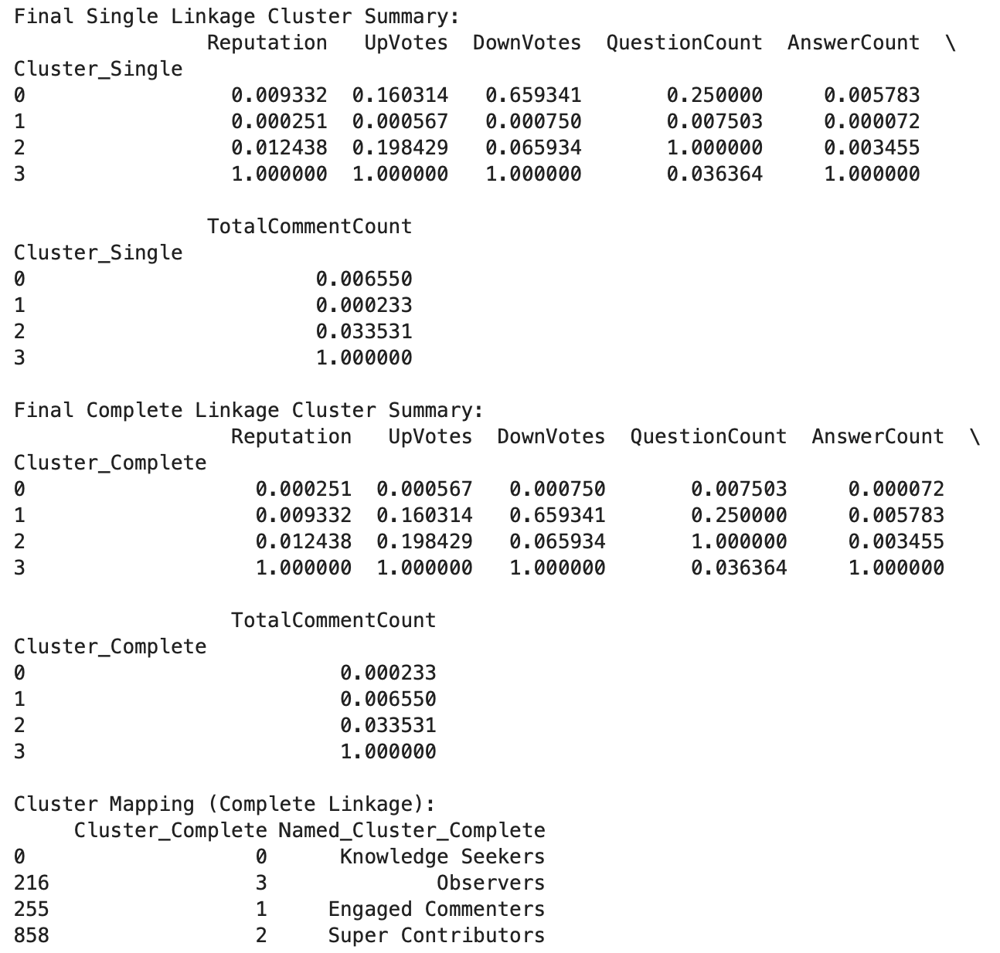 Final Single Linkage Cluster Summary:
Reputation UpVotes DownVotes QuestionCount AnswerCount \
Cluster_Single
0 0.009332 0.160314 0.659341 0.250000 0.005783
1 0.000251 0.000567 0.000750 0.007503 0.000072
2 0.012438 0.198429 0.065934 1.000000 0.003455
3 1.000000 1.000000 1.000000 0.036364 1.000000
TotalCommentCount
Cluster_Single
0 0.006550
1 0.000233
2 0.033531
3 1.000000
Final Complete Linkage Cluster Summary:
Reputation UpVotes DownVotes QuestionCount AnswerCount \
Cluster_Complete
0 0.000251 0.000567 0.000750 0.007503 0.000072
1 0.009332 0.160314 0.659341 0.250000 0.005783
2 0.012438 0.198429 0.065934 1.000000 0.003455
3 1.000000 1.000000 1.000000 0.036364 1.000000
TotalCommentCount
Cluster_Complete
0 0.000233
1 0.006550
2 0.033531
3 1.000000
Cluster Mapping (Complete Linkage):
Cluster_Complete Named_Cluster_Complete
0 0 Knowledge Seekers
216 3 Observers
255 1 Engaged Commenters
858 2 Super Contributors